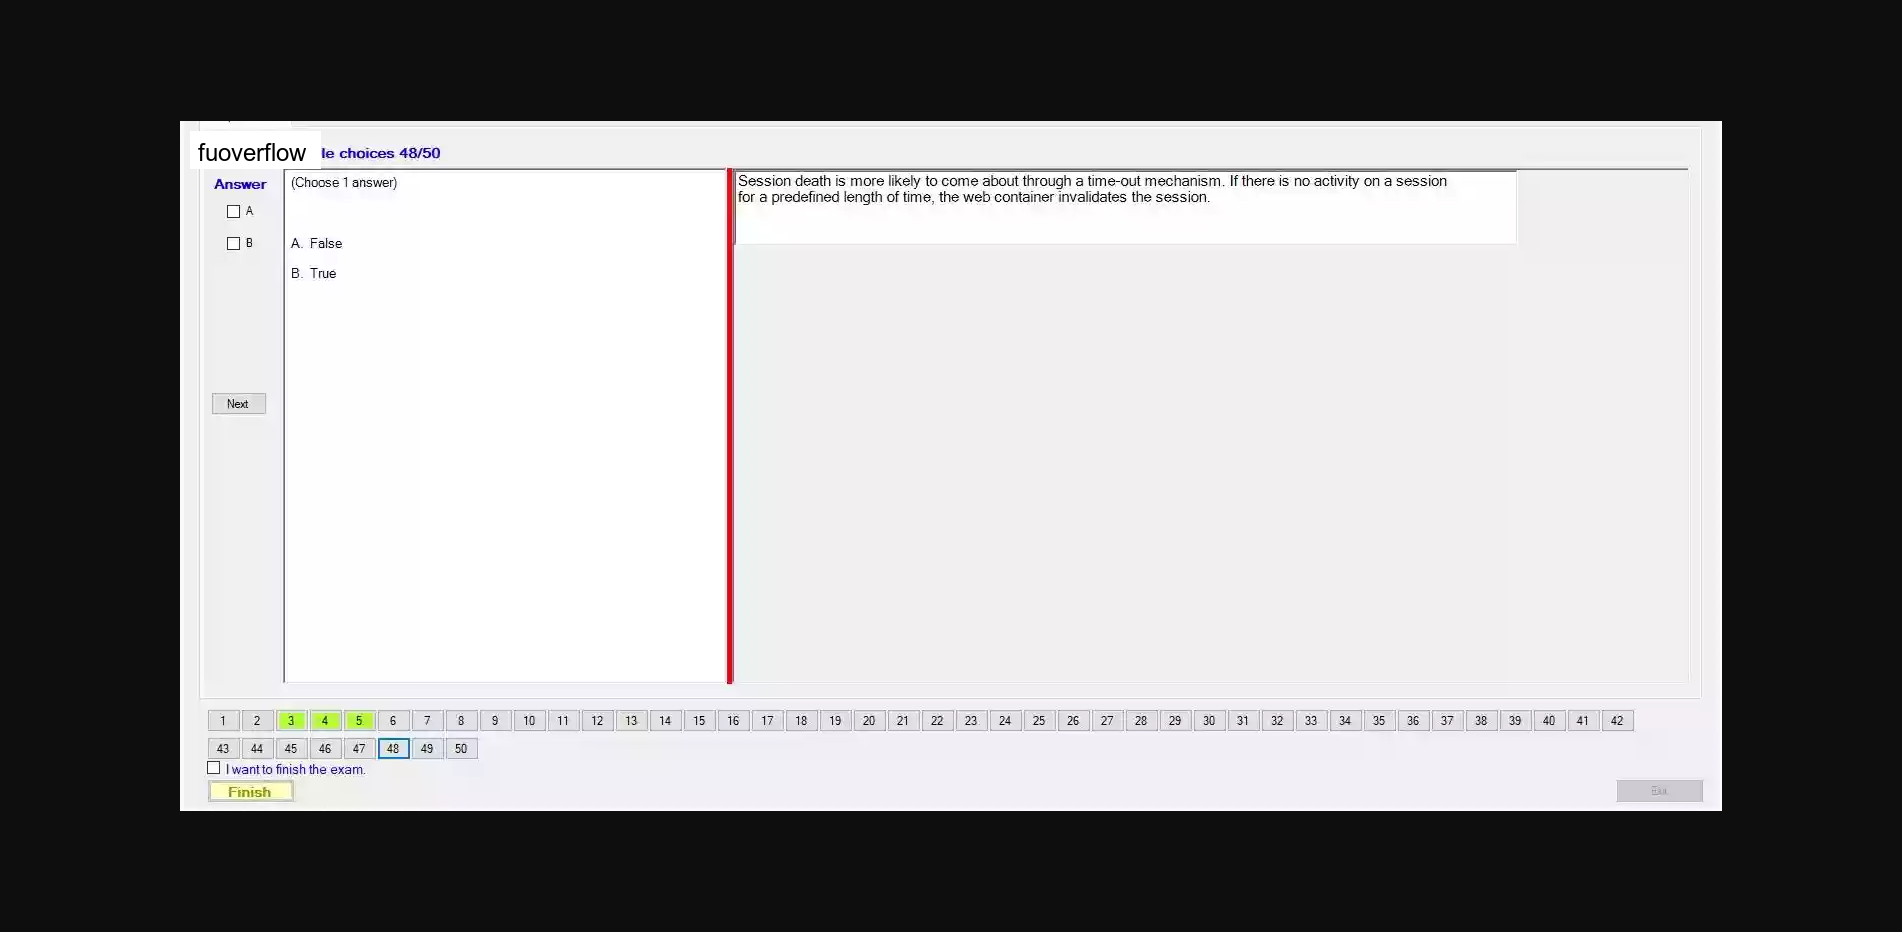 fuoverflow
le choices 48/50
Answer
(Choose 1 answer)
A
B
A. False
B. True
Next
Session death is more likely to come about through a time-out mechanism. If there is no activity on a session
for a predefined length of time, the web container invalidates the session.
1 2 3 4 5 6 7 8 9 10 11 12 13 14 15 16 17 18 19 20 21 22 23 24 25 26 27 28 29 30 31 32 33 34 35 36 37 38 39 40 41 42
43 44 45 46 47 48 49 50
I want to finish the exam.
Finish
Exit